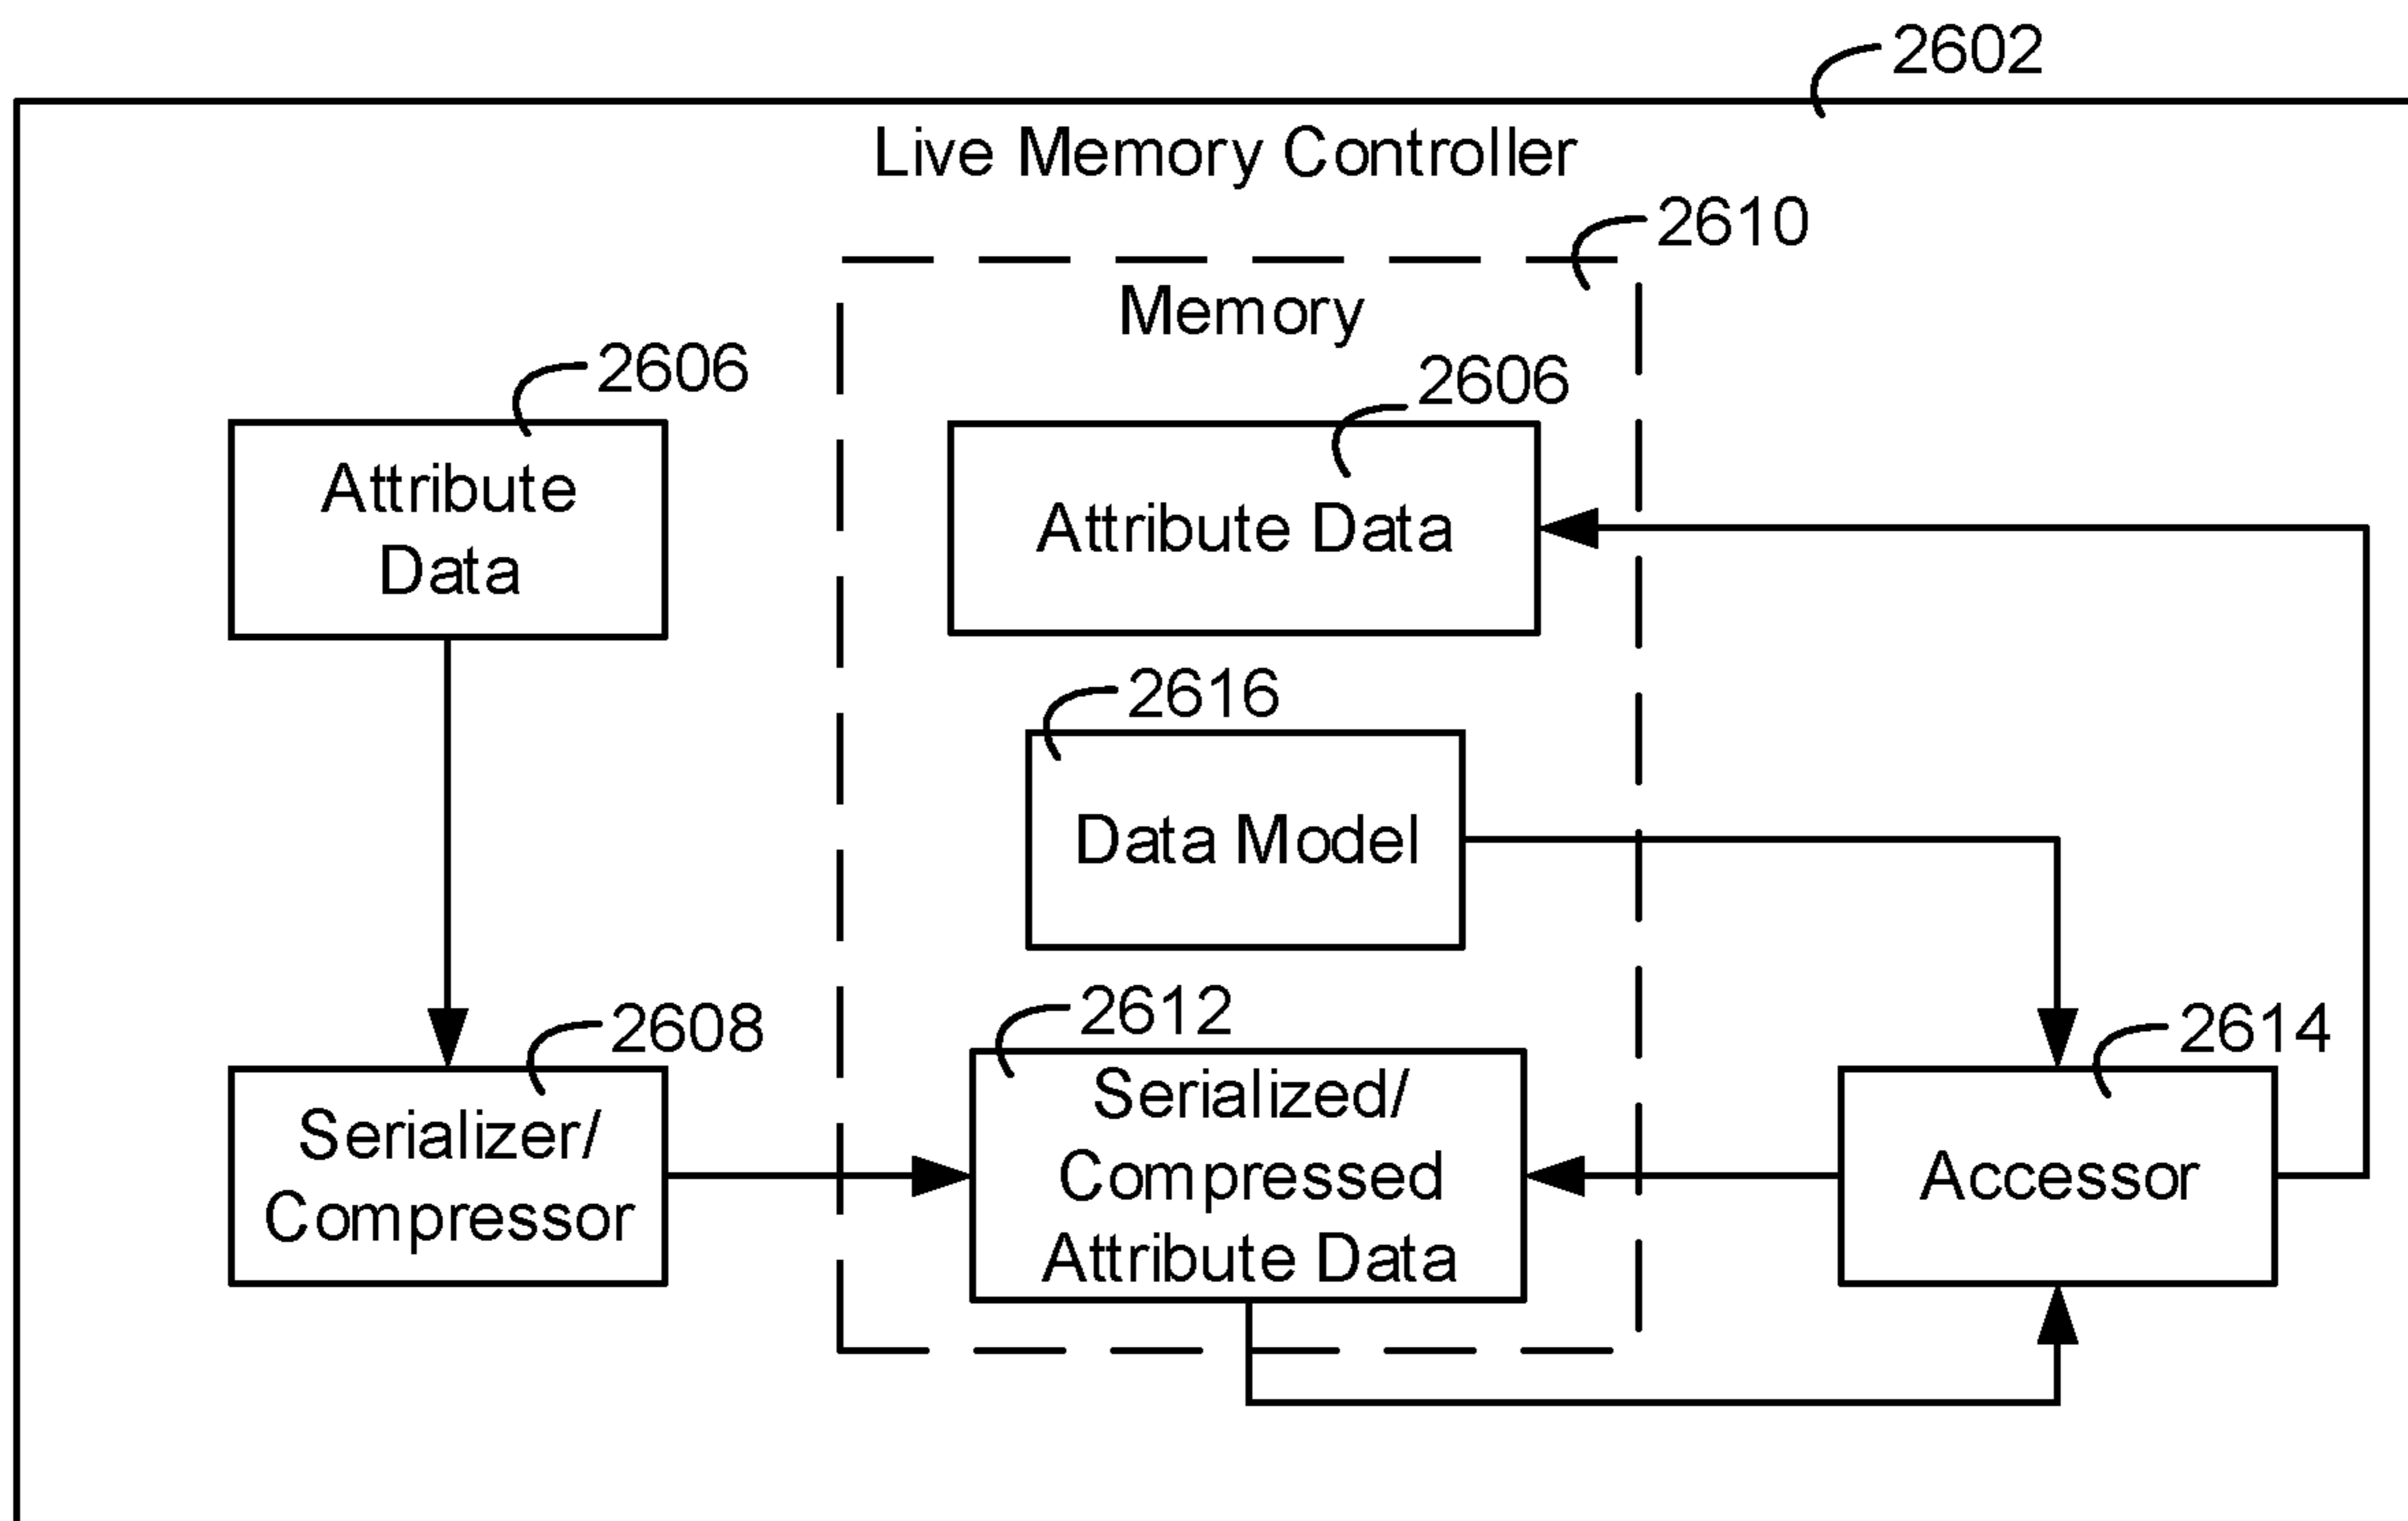 2602
Live Memory Controller
2610
Memory
2606
Attribute
Data
2606
Attribute Data
2616
Data Model
2608
Serializer/
Compressor
2612
Serialized/
Compressed
Attribute Data
2614
Accessor